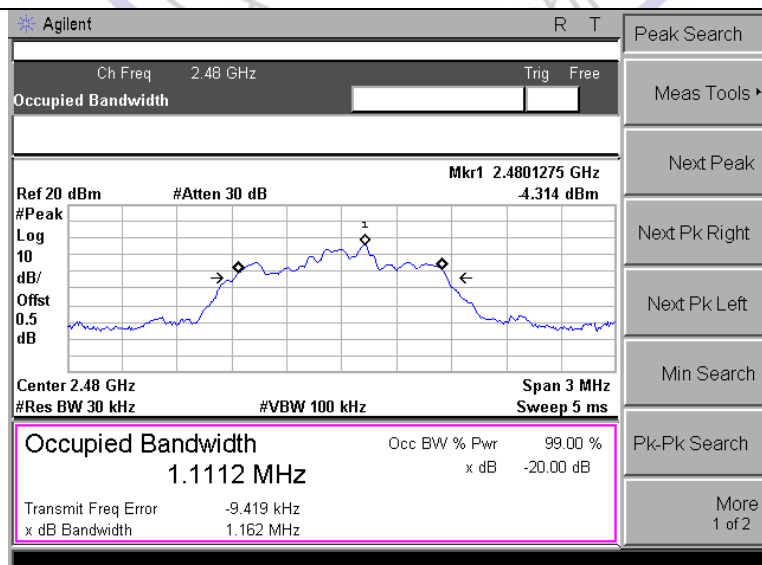 Agilent R T
Ch Freq 2.48 GHz Trig Free
Occupied Bandwidth
Mkr1 2.4801275 GHz
Ref 20 dBm #Atten 30 dB -4.314 dBm
#Peak
Log
10
dB/
Offst
0.5
dB
1
Center 2.48 GHz Span 3 MHz
#Res BW 30 kHz #VBW 100 kHz Sweep 5 ms
Occupied Bandwidth Occ BW % Pwr 99.00 %
1.1112 MHz x dB -20.00 dB
Transmit Freq Error -9.419 kHz
x dB Bandwidth 1.162 MHz
Peak Search
Meas Tools
Next Peak
Next Pk Right
Next Pk Left
Min Search
Pk-Pk Search
More
1 of 2